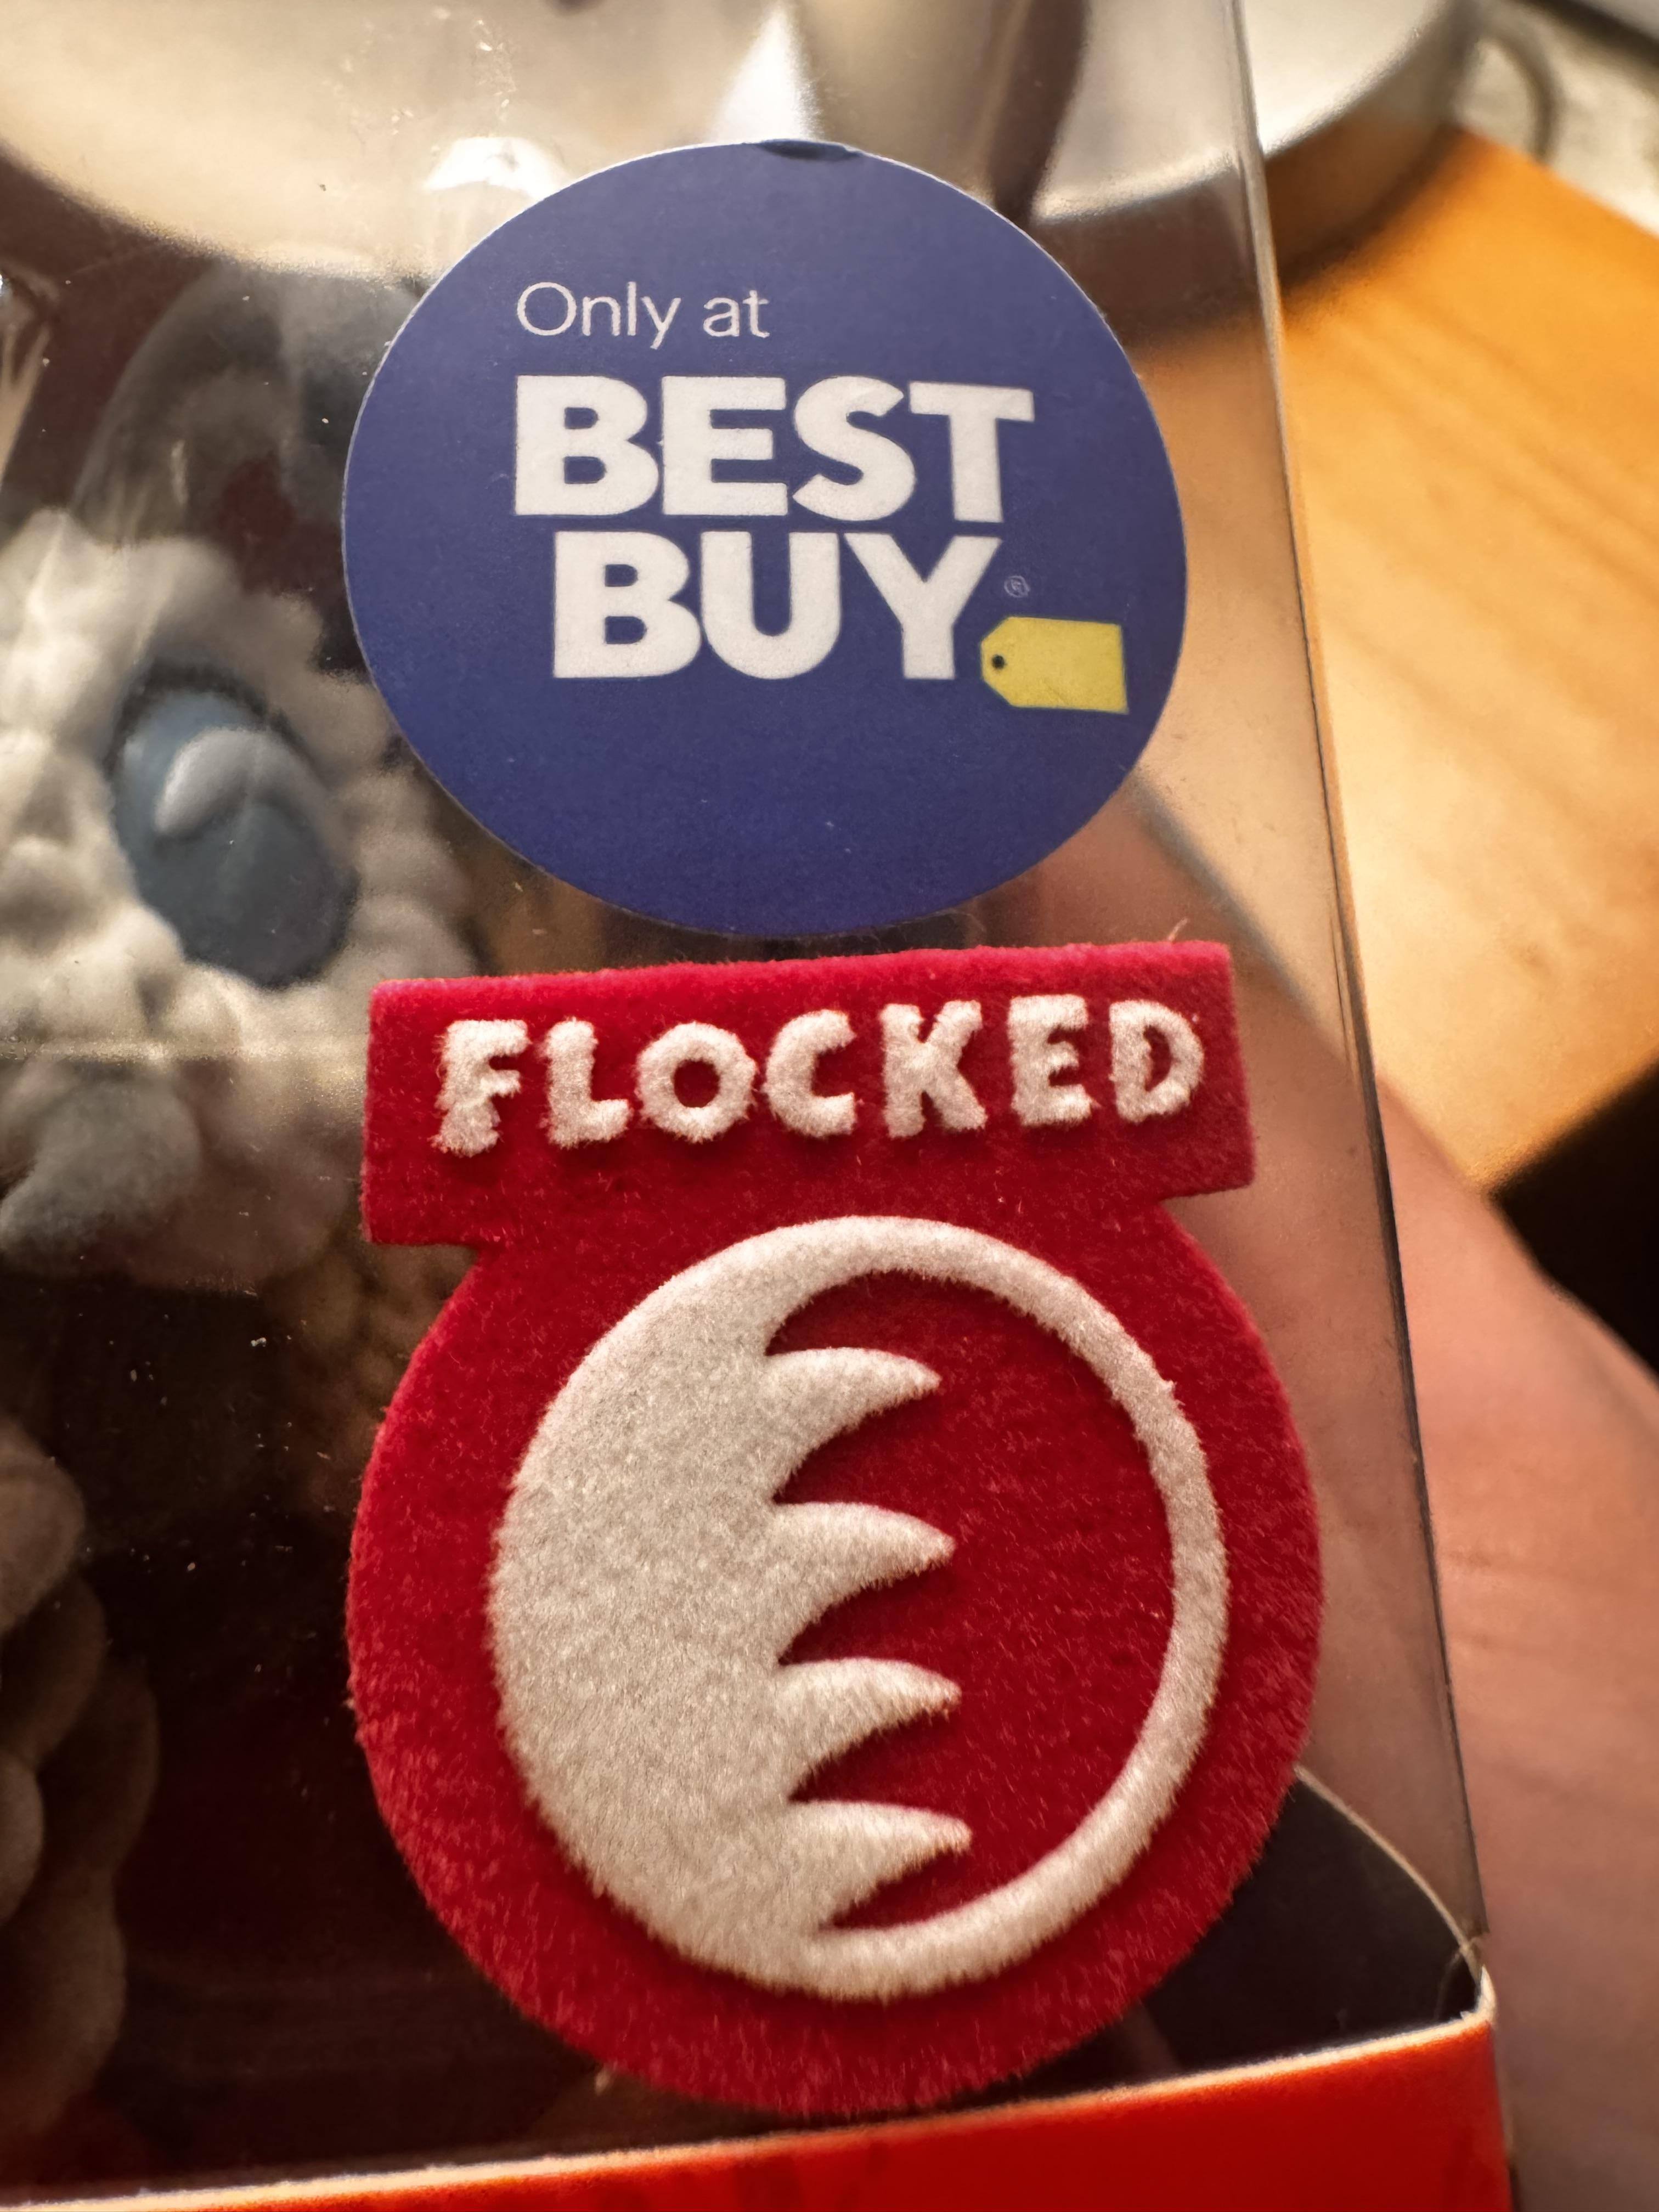 Only at
BEST
BUY®
FLOCKED